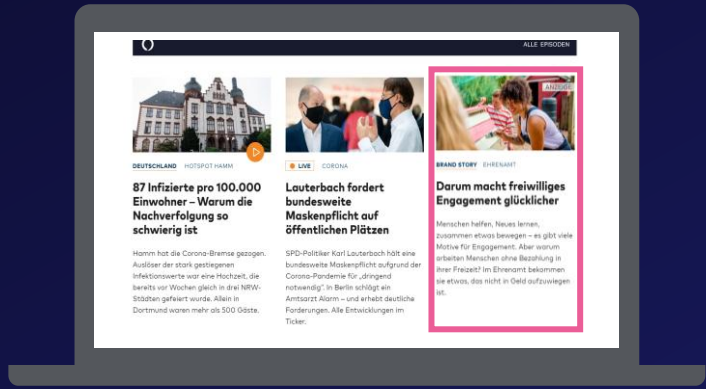 ALLE EPISODEN
DEUTSCHLAND HOTSPOT HAMM
87 Infizierte pro 100.000
Einwohner – Warum die
Nachverfolgung so
schwierig ist
Hamm hat die Corona-Bremse gezogen.
Auslöser der stark gestiegenen
Infektionswerte war eine Hochzeit, die
bereits vor Wochen gleich in drei NRW-
Städten gefeiert wurde. Allein in
Dortmund waren mehr als 500 Gäste.
LIVE CORONA
Lauterbach fordert
bundesweite
Maskenpflicht auf
öffentlichen Plätzen
SPD-Politiker Karl Lauterbach hält eine
bundesweite Maskenpflicht aufgrund der
Corona-Pandemie für „dringend
notwendig“. In Berlin schlägt ein
Amtsarzt Alarm – und erhebt deutliche
Forderungen. Alle Entwicklungen im
Ticker.
ANZEIGE
BRAND STORY EHRENAMT
Darum macht freiwilliges
Engagement glücklicher
Menschen helfen, Neues lernen,
zusammen etwas bewegen – es gibt viele
Motive für Engagement. Aber warum
arbeiten Menschen ohne Bezahlung in
ihrer Freizeit? Im Ehrenamt bekommen
sie etwas, das nicht in Geld aufzuwiegen
ist.